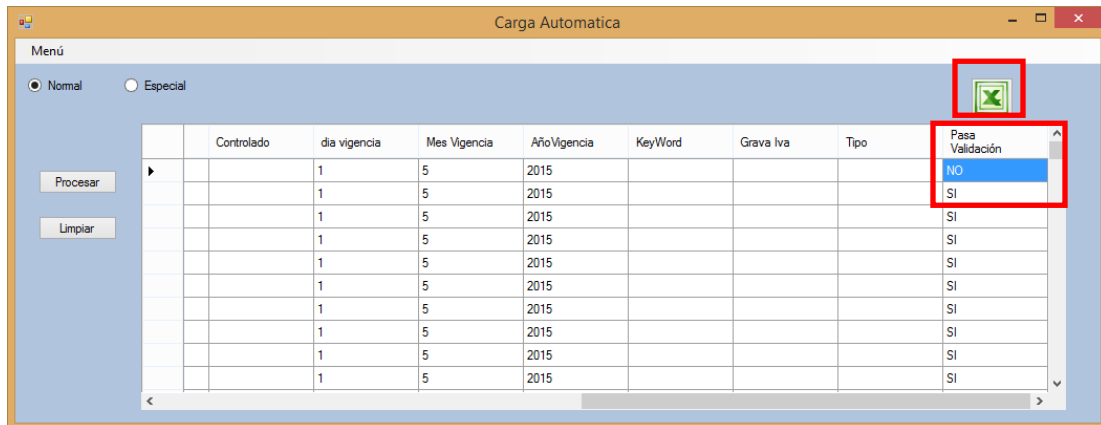 Carga Automatica
Menú
Normal Especial
Controlado dia vigencia Mes Vigencia AñoVigencia KeyWord Grava Iva Tipo Pasa
Validación
1 5 2015 NO
Procesar
1 5 2015 SI
1 5 2015 SI
Limpiar
1 5 2015 SI
1 5 2015 SI
1 5 2015 SI
1 5 2015 SI
1 5 2015 SI
1 5 2015 SI
1 5 2015 SI